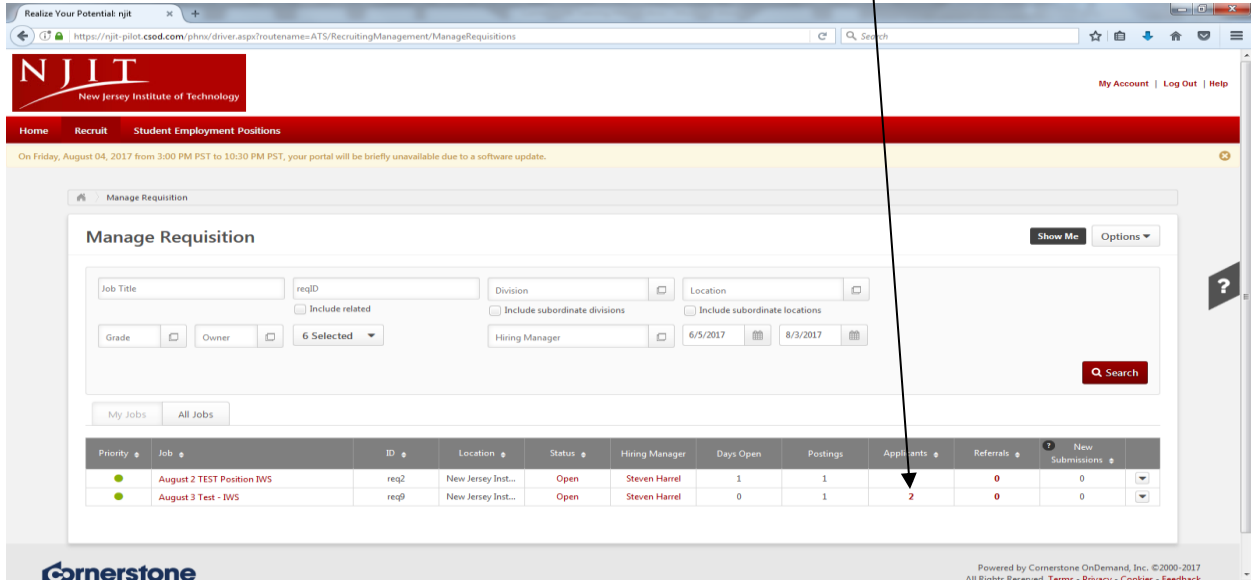 Realize Your Potential: njit
https://njit-pilot.csod.com/phnx/driver.aspx?routename=ATS/RecruitingManagement/ManageRequisitions
Search
NJIT
New Jersey Institute of Technology
My Account | Log Out | Help
Home Recruit Student Employment Positions
On Friday, August 04, 2017 from 3:00 PM PST to 10:30 PM PST, your portal will be briefly unavailable due to a software update.
Manage Requisition
Manage Requisition
Show Me Options
Job Title reqID Division Location
Include related Include subordinate divisions Include subordinate locations
Grade Owner 6 Selected Hiring Manager 6/5/2017 8/3/2017
Search
?
My Jobs All Jobs
Priority Job ID Location Status Hiring Manager Days Open Postings Applicants Referrals ? New Submissions
August 2 TEST Position IWS req2 New Jersey Inst... Open Steven Harrel 1 1 0 0
August 3 Test - IWS req9 New Jersey Inst... Open Steven Harrel 0 1 2 0 0
Cornerstone
Powered by Cornerstone OnDemand, Inc. ©2000-2017
All Rights Reserved. Terms - Privacy - Cookies - Feedback